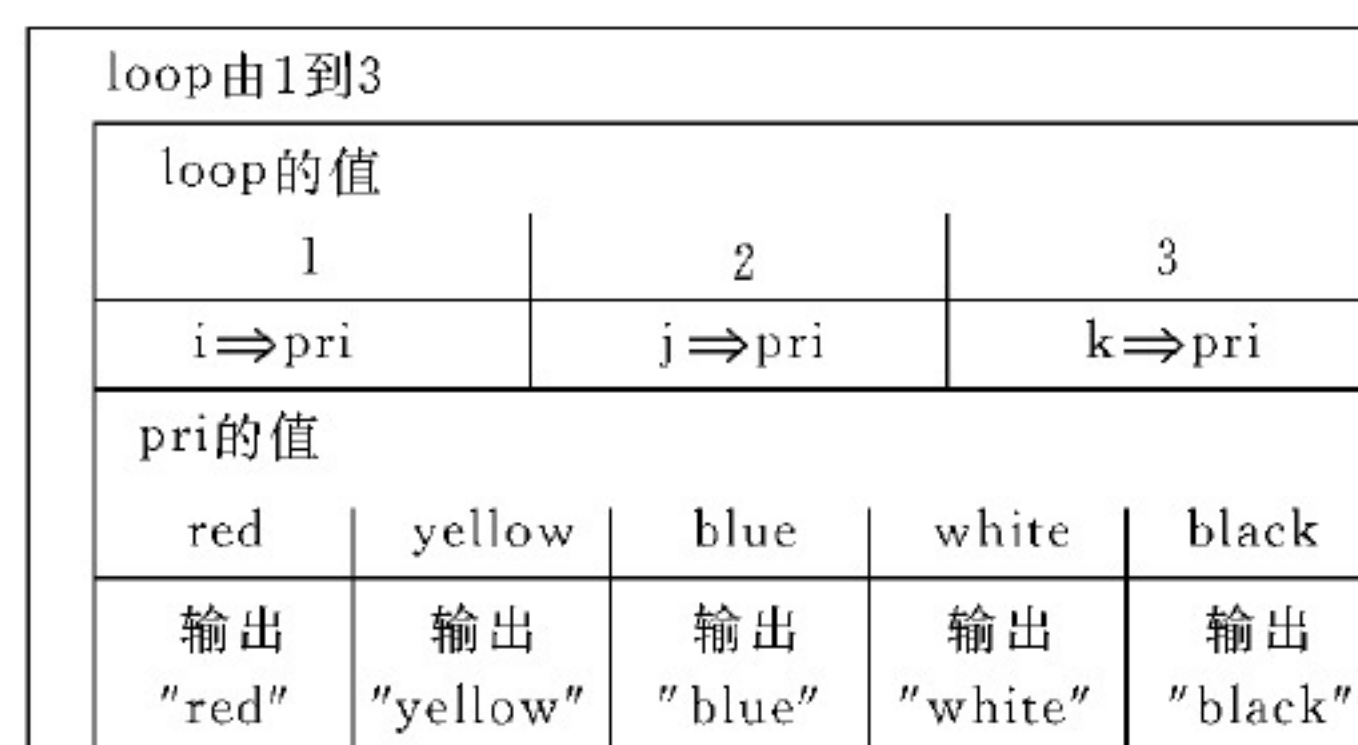 loop由1到3
loop的值
1 2 3
i⇒pri j⇒pri k⇒pri
pri的值
red yellow blue white black
输出 输出 输出 输出 输出
"red" "yellow" "blue" "white" "black"